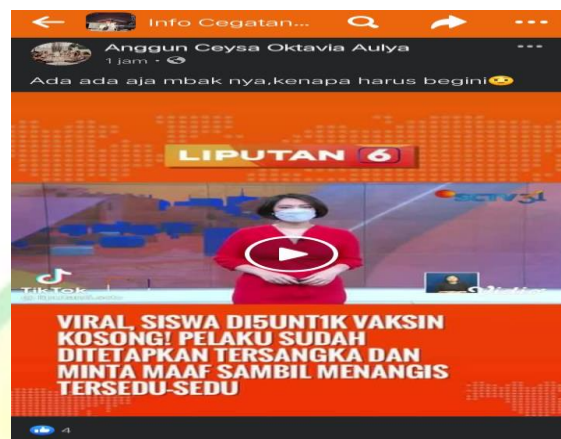 Info Cegatan...
Anggun Ceysa Oktavia Aulya
1 jam
Ada ada aja mbak nya,kenapa harus begini
LIPUTAN 6
SCTV 31
TikTok
VIRAL, SISWA DI5UNT1K VAKSIN
KOSONG! PELAKU SUDAH
DITETAPKAN TERSANGKA DAN
MINTA MAAF SAMBIL MENANGIS
TERSEDU-SEDU
4